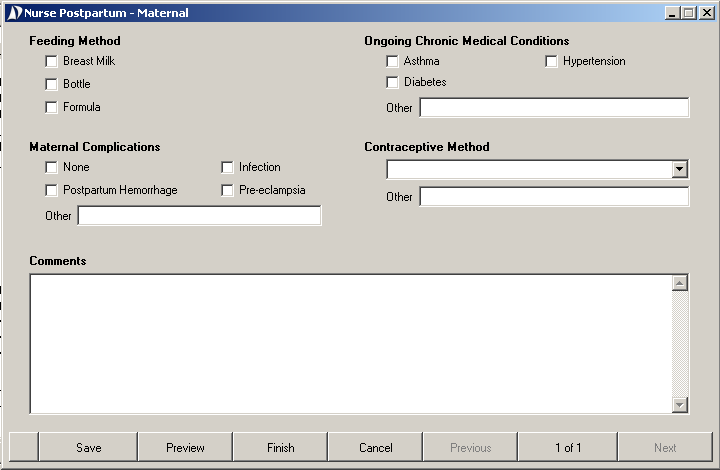 Nurse Postpartum - Maternal
Feeding Method
Breast Milk
Bottle
Formula
Ongoing Chronic Medical Conditions
Asthma Hypertension
Diabetes
Other
Maternal Complications
None Infection
Postpartum Hemorrhage Pre-eclampsia
Other
Contraceptive Method
Other
Comments
Save Preview Finish Cancel Previous 1 of 1 Next